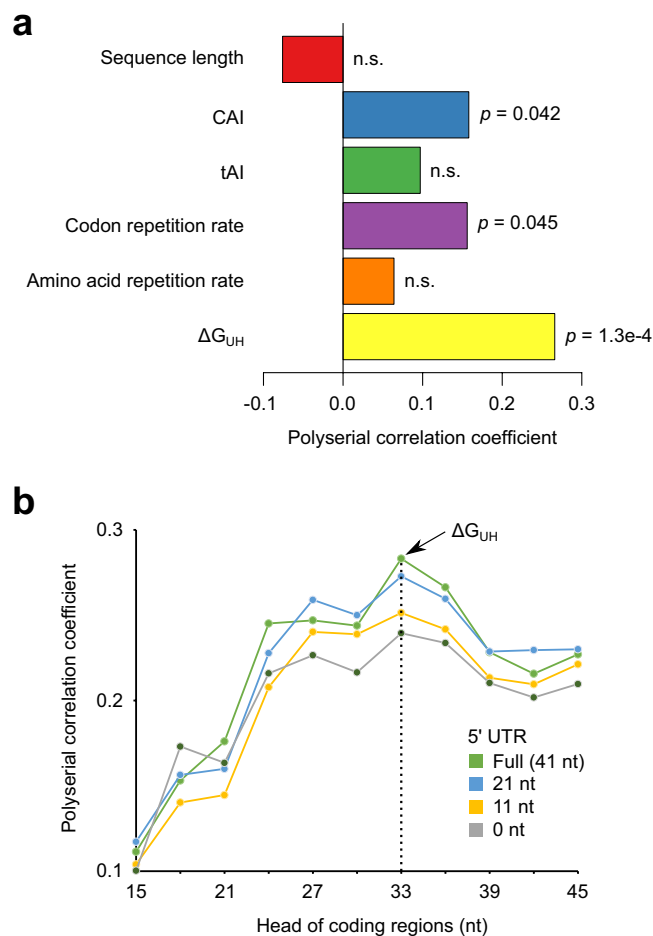 a
Sequence length
n.s.
CAI
p = 0.042
tAI
n.s.
Codon repetition rate
p = 0.045
Amino acid repetition rate
n.s.
ΔGUH
p = 1.3e-4
-0.1 0.0 0.1 0.2 0.3
Polyserial correlation coefficient
b
0.3
ΔGUH
Polyserial correlation coefficient
0.2
5' UTR
Full (41 nt)
21 nt
11 nt
0 nt
0.1
15 21 27 33 39 45
Head of coding regions (nt)